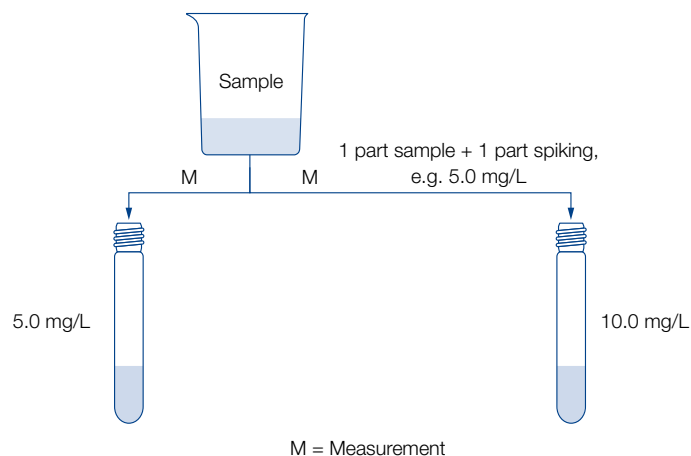 Sample
1 part sample + 1 part spiking,
e.g. 5.0 mg/L
M
M
5.0 mg/L
10.0 mg/L
M = Measurement